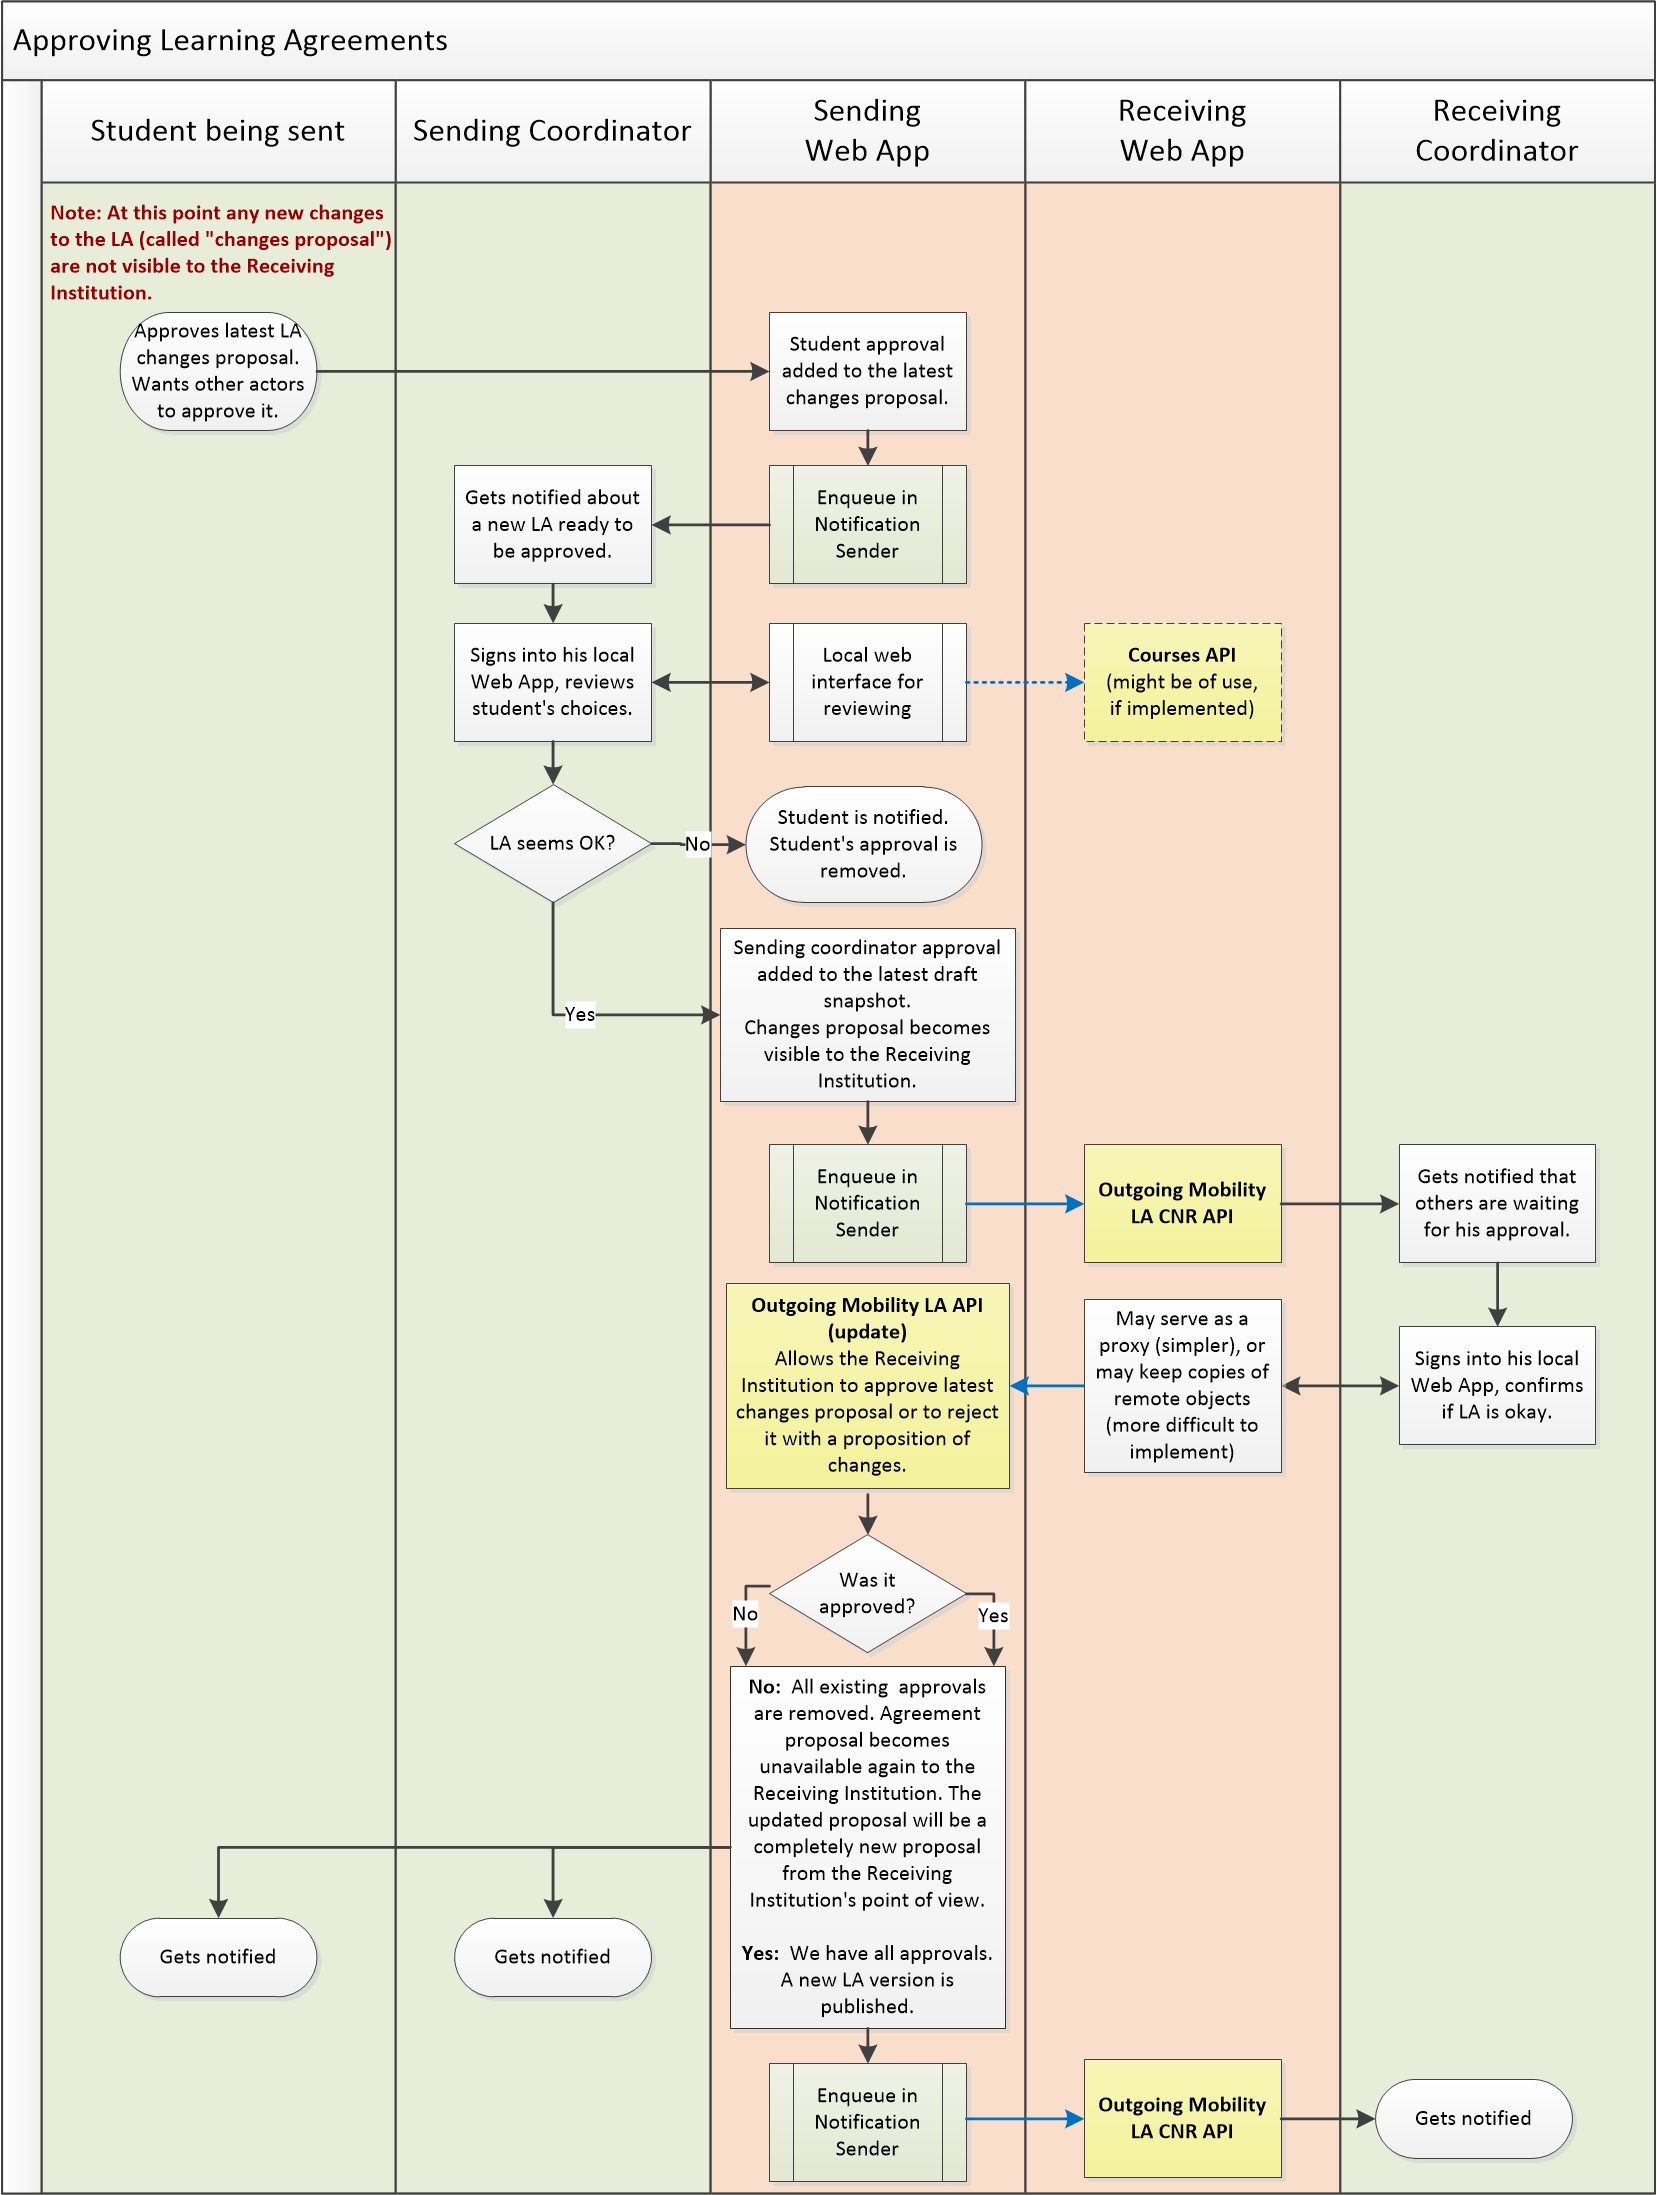 Approving Learning Agreements
Student being sent
Sending Coordinator
Sending
Web App
Receiving
Web App
Receiving
Coordinator
Note: At this point any new changes
to the LA (called "changes proposal")
are not visible to the Receiving
Institution.
Approves latest LA
changes proposal.
Wants other actors
to approve it.
Student approval
added to the latest
changes proposal.
Gets notified about
a new LA ready to
be approved.
Enqueue in
Notification
Sender
Signs into his local
Web App, reviews
student's choices.
Local web
interface for
reviewing
Courses API
(might be of use,
if implemented)
LA seems OK?
No
Student is notified.
Student's approval is
removed.
Yes
Sending coordinator approval
added to the latest draft
snapshot.
Changes proposal becomes
visible to the Receiving
Institution.
Enqueue in
Notification
Sender
Outgoing Mobility
LA CNR API
Gets notified that
others are waiting
for his approval.
Outgoing Mobility LA API
(update)
Allows the Receiving
Institution to approve latest
changes proposal or to reject
it with a proposition of
changes.
May serve as a
proxy (simpler), or
may keep copies of
remote objects
(more difficult to
implement)
Signs into his local
Web App, confirms
if LA is okay.
Was it
approved?
No
Yes
No: All existing approvals
are removed. Agreement
proposal becomes
unavailable again to the
Receiving Institution. The
updated proposal will be a
completely new proposal
from the Receiving
Institution's point of view.
Yes: We have all approvals.
A new LA version is
published.
Gets notified
Gets notified
Enqueue in
Notification
Sender
Outgoing Mobility
LA CNR API
Gets notified